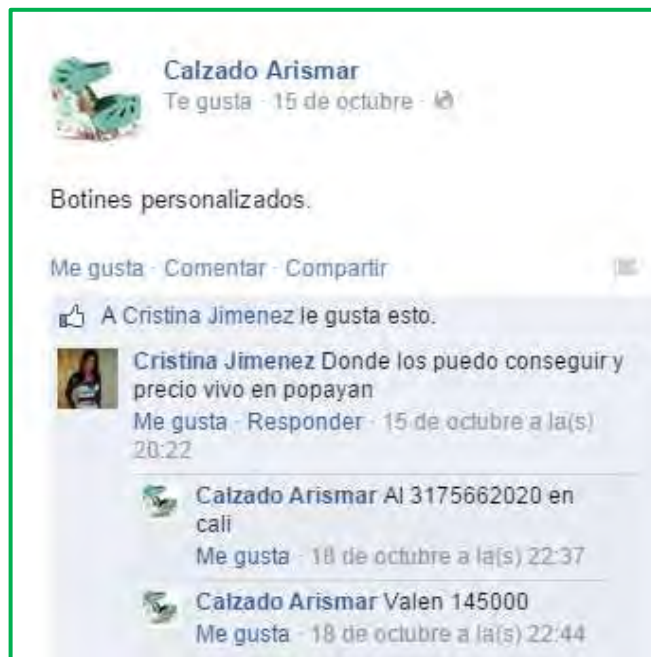 Calzado Arismar
Te gusta · 15 de octubre ·
Botines personalizados.
Me gusta · Comentar · Compartir
A Cristina Jimenez le gusta esto.
Cristina Jimenez Donde los puedo conseguir y
precio vivo en popayan
Me gusta · Responder · 15 de octubre a la(s)
20:22
Calzado Arismar Al 3175662020 en
cali
Me gusta · 18 de octubre a la(s) 22:37
Calzado Arismar Valen 145000
Me gusta · 18 de octubre a la(s) 22:44